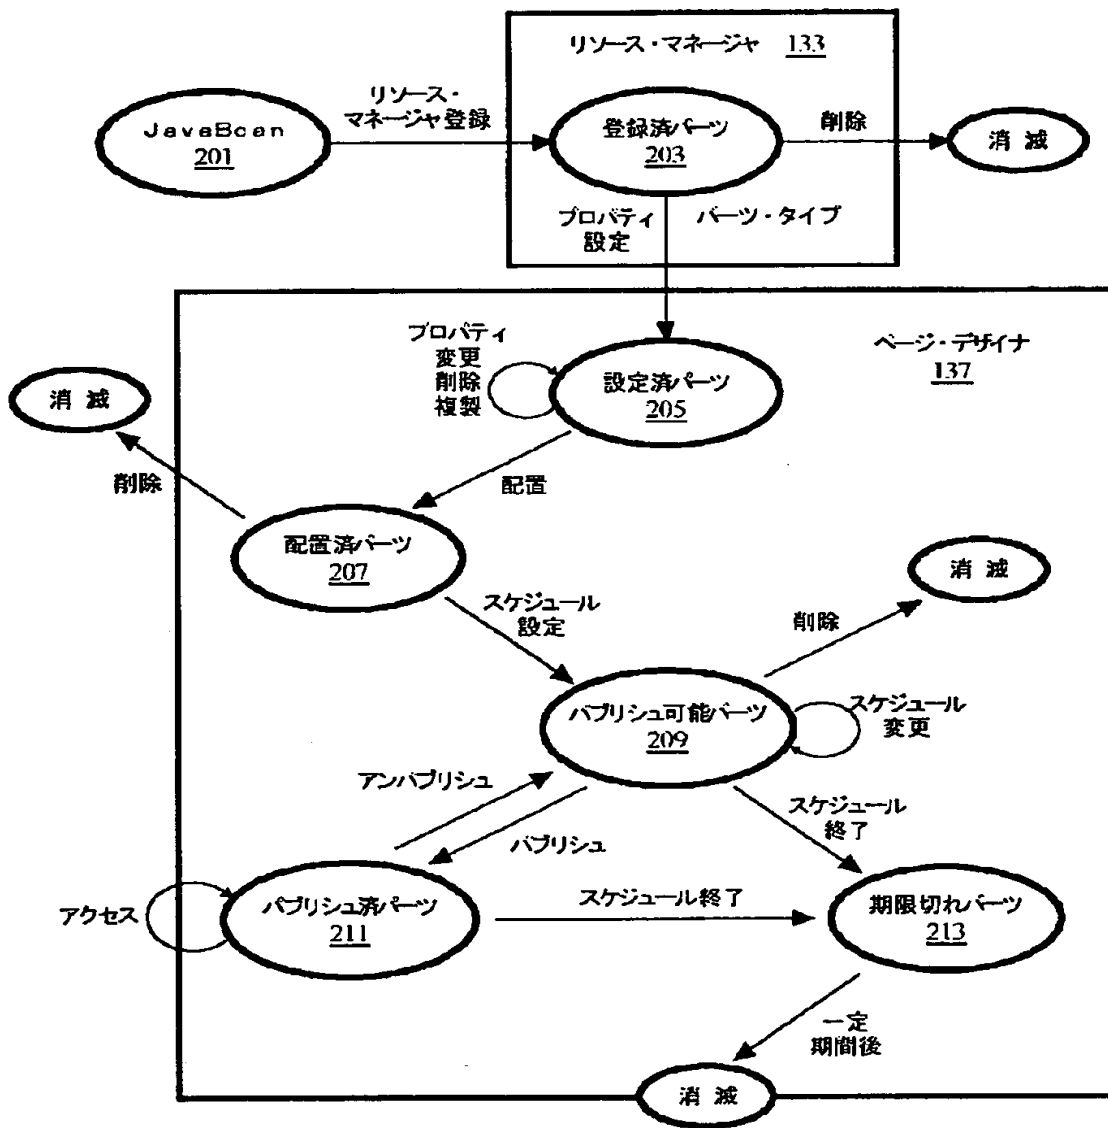 リソース・マネージャ 133
リソース・
マネージャ登録
JavaBean
201
登録済パーツ
203
削除
消 滅
プロパティ
設定
パーツ・タイプ
ページ・デザイナ
137
プロパティ
変更
削除
複製
設定済パーツ
205
消 滅
削除
配置
配置済パーツ
207
消 滅
スケジュール
設定
削除
パブリシュ可能パーツ
209
スケジュール
変更
アンパブリシュ
スケジュール
終了
パブリシュ
アクセス
パブリシュ済パーツ
211
スケジュール終了
期限切れパーツ
213
一定
期間後
消 滅